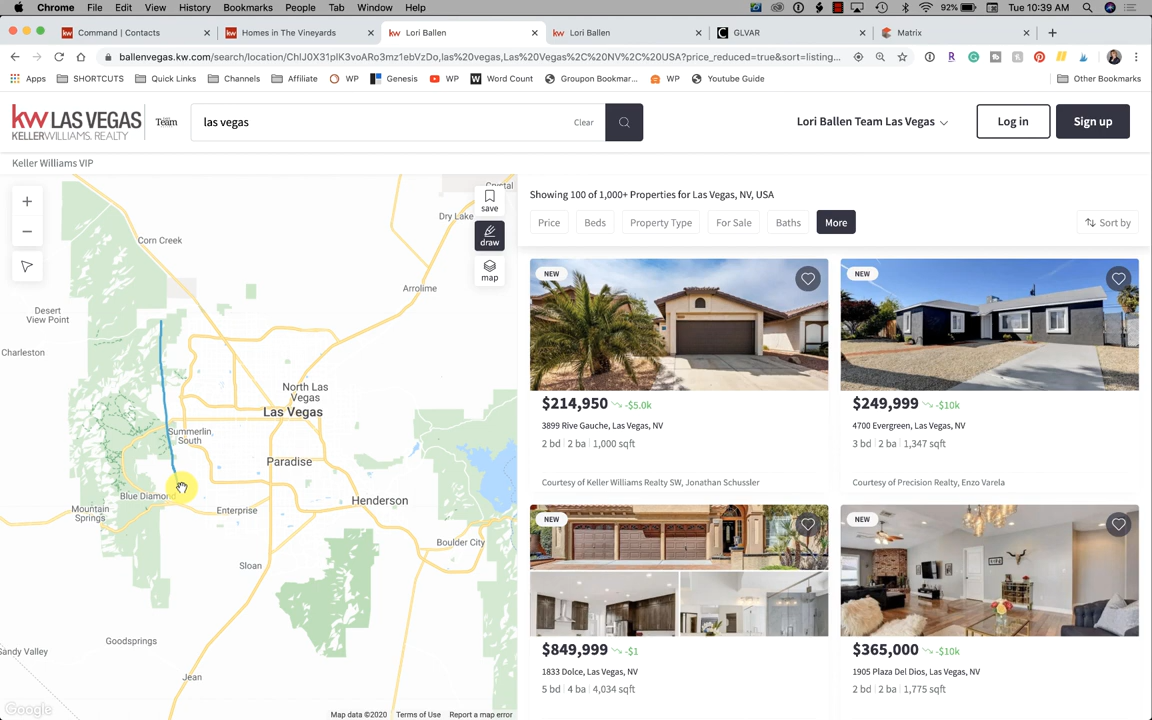 Chrome File Edit View History Bookmarks People Tab Window Help 92% Tue 10:39 AM
Command | Contacts
Homes in The Vineyards
Lori Ballen
Lori Ballen
GLVAR
Matrix
ballenvegas.kw.com/search/location/ChIJ0X31pIK3voARo3mz1ebVzDo,las%20vegas,Las%20Vegas%2C%20NV%2C%20USA?price_reduced=true&sort=listing...
Apps SHORTCUTS Quick Links Channels Affiliate WP Genesis WP Word Count Groupon Bookmar... WP Youtube Guide Other Bookmarks
kw LAS VEGAS
KELLERWILLIAMS. REALTY
Team
las vegas
Clear
Lori Ballen Team Las Vegas
Log in
Sign up
Keller Williams VIP
save
draw
map
Crystal
Dry Lake
Corn Creek
Arrolime
Desert
View Point
Charleston
North Las
Vegas
Las Vegas
Summerlin
South
Paradise
Blue Diamond
Henderson
Mountain
Springs
Enterprise
Boulder City
Sloan
Goodsprings
Sandy Valley
Jean
Google
Map data ©2020 Terms of Use Report a map error
Showing 100 of 1,000+ Properties for Las Vegas, NV, USA
Price Beds Property Type For Sale Baths More Sort by
NEW
$214,950 -$5.0k
3899 Rive Gauche, Las Vegas, NV
2 bd | 2 ba | 1,000 sqft
Courtesy of Keller Williams Realty SW, Jonathan Schussler
NEW
$249,999 -$10k
4700 Evergreen, Las Vegas, NV
3 bd | 2 ba | 1,347 sqft
Courtesy of Precision Realty, Enzo Varela
NEW
$849,999 -$1
1833 Dolce, Las Vegas, NV
5 bd | 4 ba | 4,034 sqft
NEW
$365,000 -$10k
1905 Plaza Del Dios, Las Vegas, NV
2 bd | 2 ba | 1,775 sqft